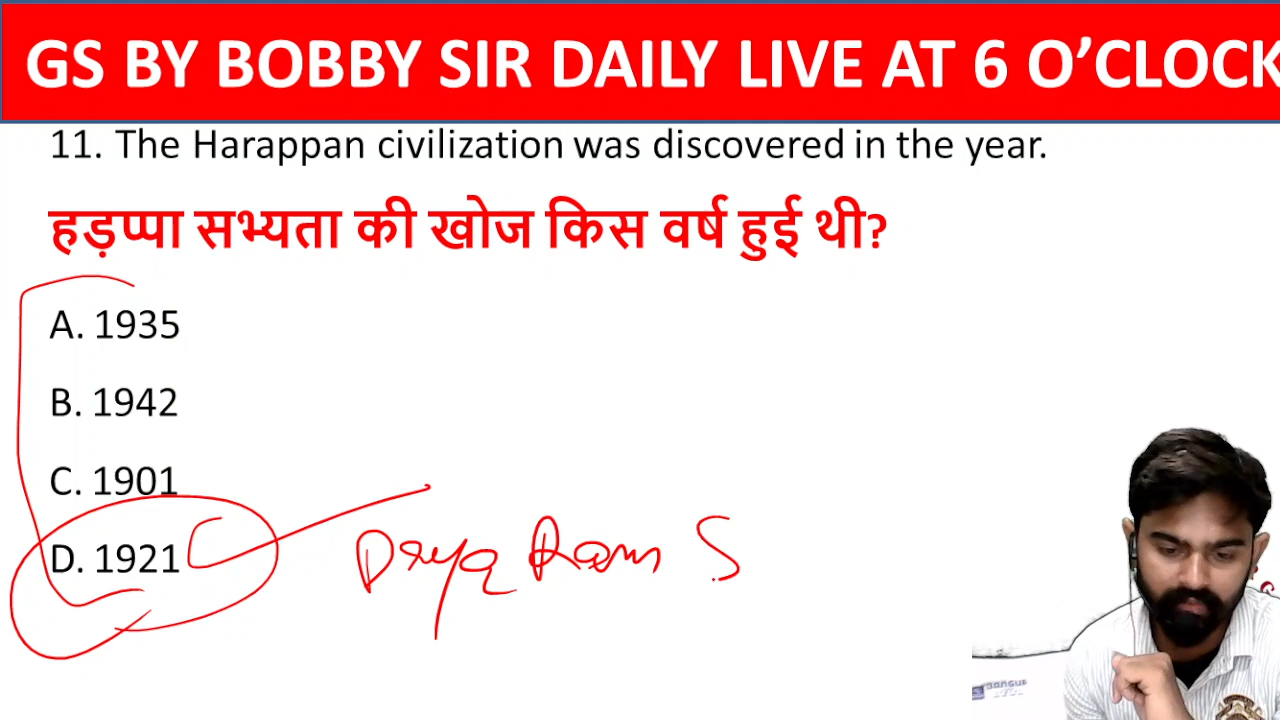 GS BY BOBBY SIR DAILY LIVE AT 6 O’CLOCK
11. The Harappan civilization was discovered in the year.
हड़प्पा सभ्यता की खोज किस वर्ष हुई थी?
A. 1935
B. 1942
C. 1901
D. 1921
Ram S